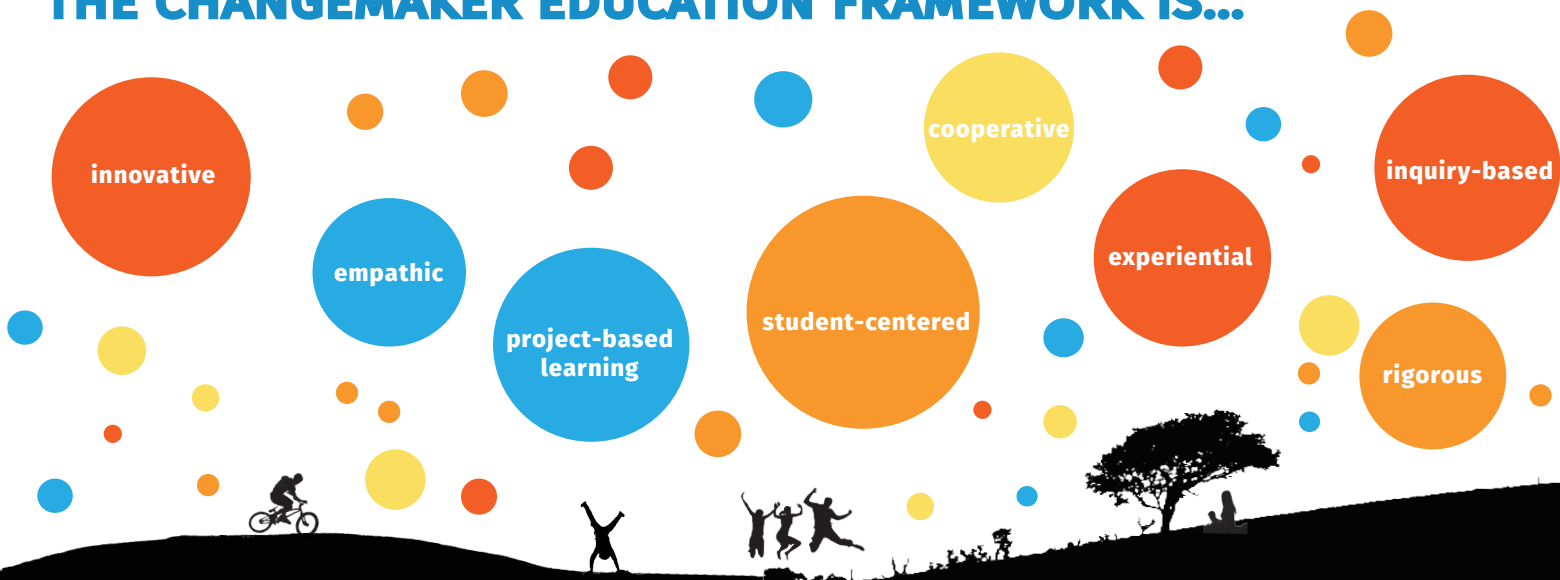 THE CHANGEMAKER EDUCATION FRAMEWORK IS...
innovative
empathic
project-based
learning
student-centered
cooperative
experiential
inquiry-based
rigorous